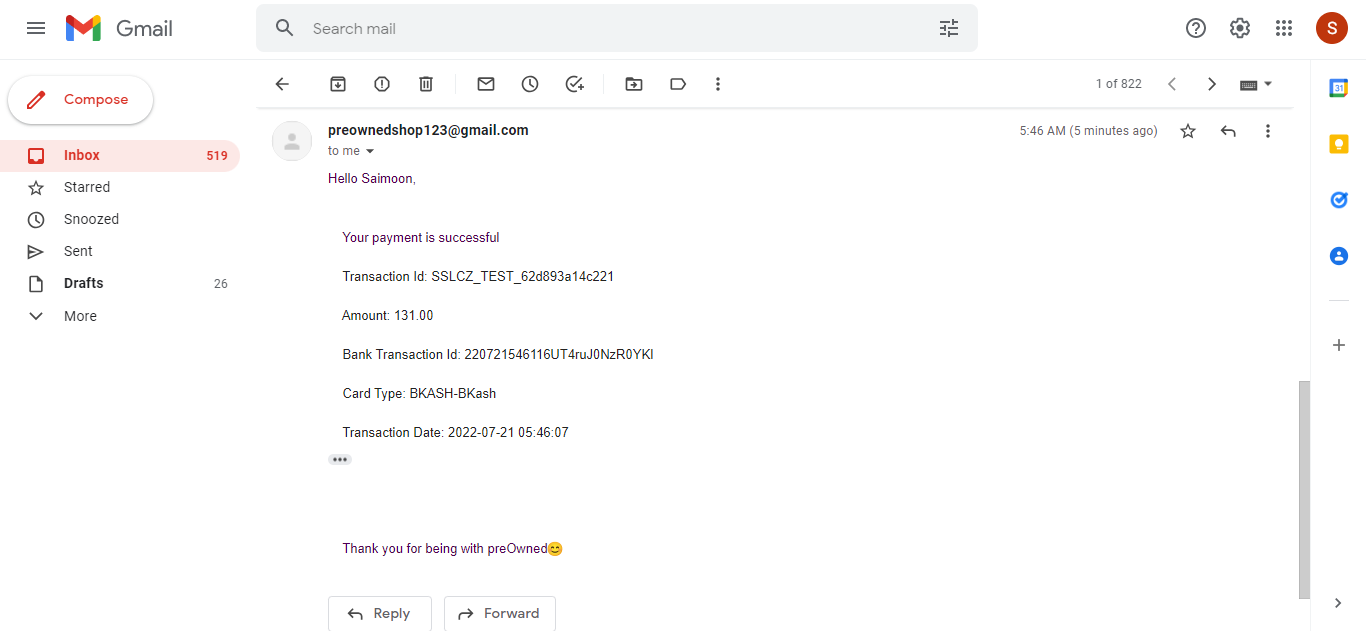 Gmail
Search mail
S
Compose
1 of 822
31
Inbox 519
Starred
Snoozed
Sent
Drafts 26
More
preownedshop123@gmail.com
5:46 AM (5 minutes ago)
to me
Hello Saimoon,
Your payment is successful
Transaction Id: SSLCZ_TEST_62d893a14c221
Amount: 131.00
Bank Transaction Id: 220721546116UT4ruJ0NzR0YKI
Card Type: BKASH-BKash
Transaction Date: 2022-07-21 05:46:07
Thank you for being with preOwned😊
Reply
Forward